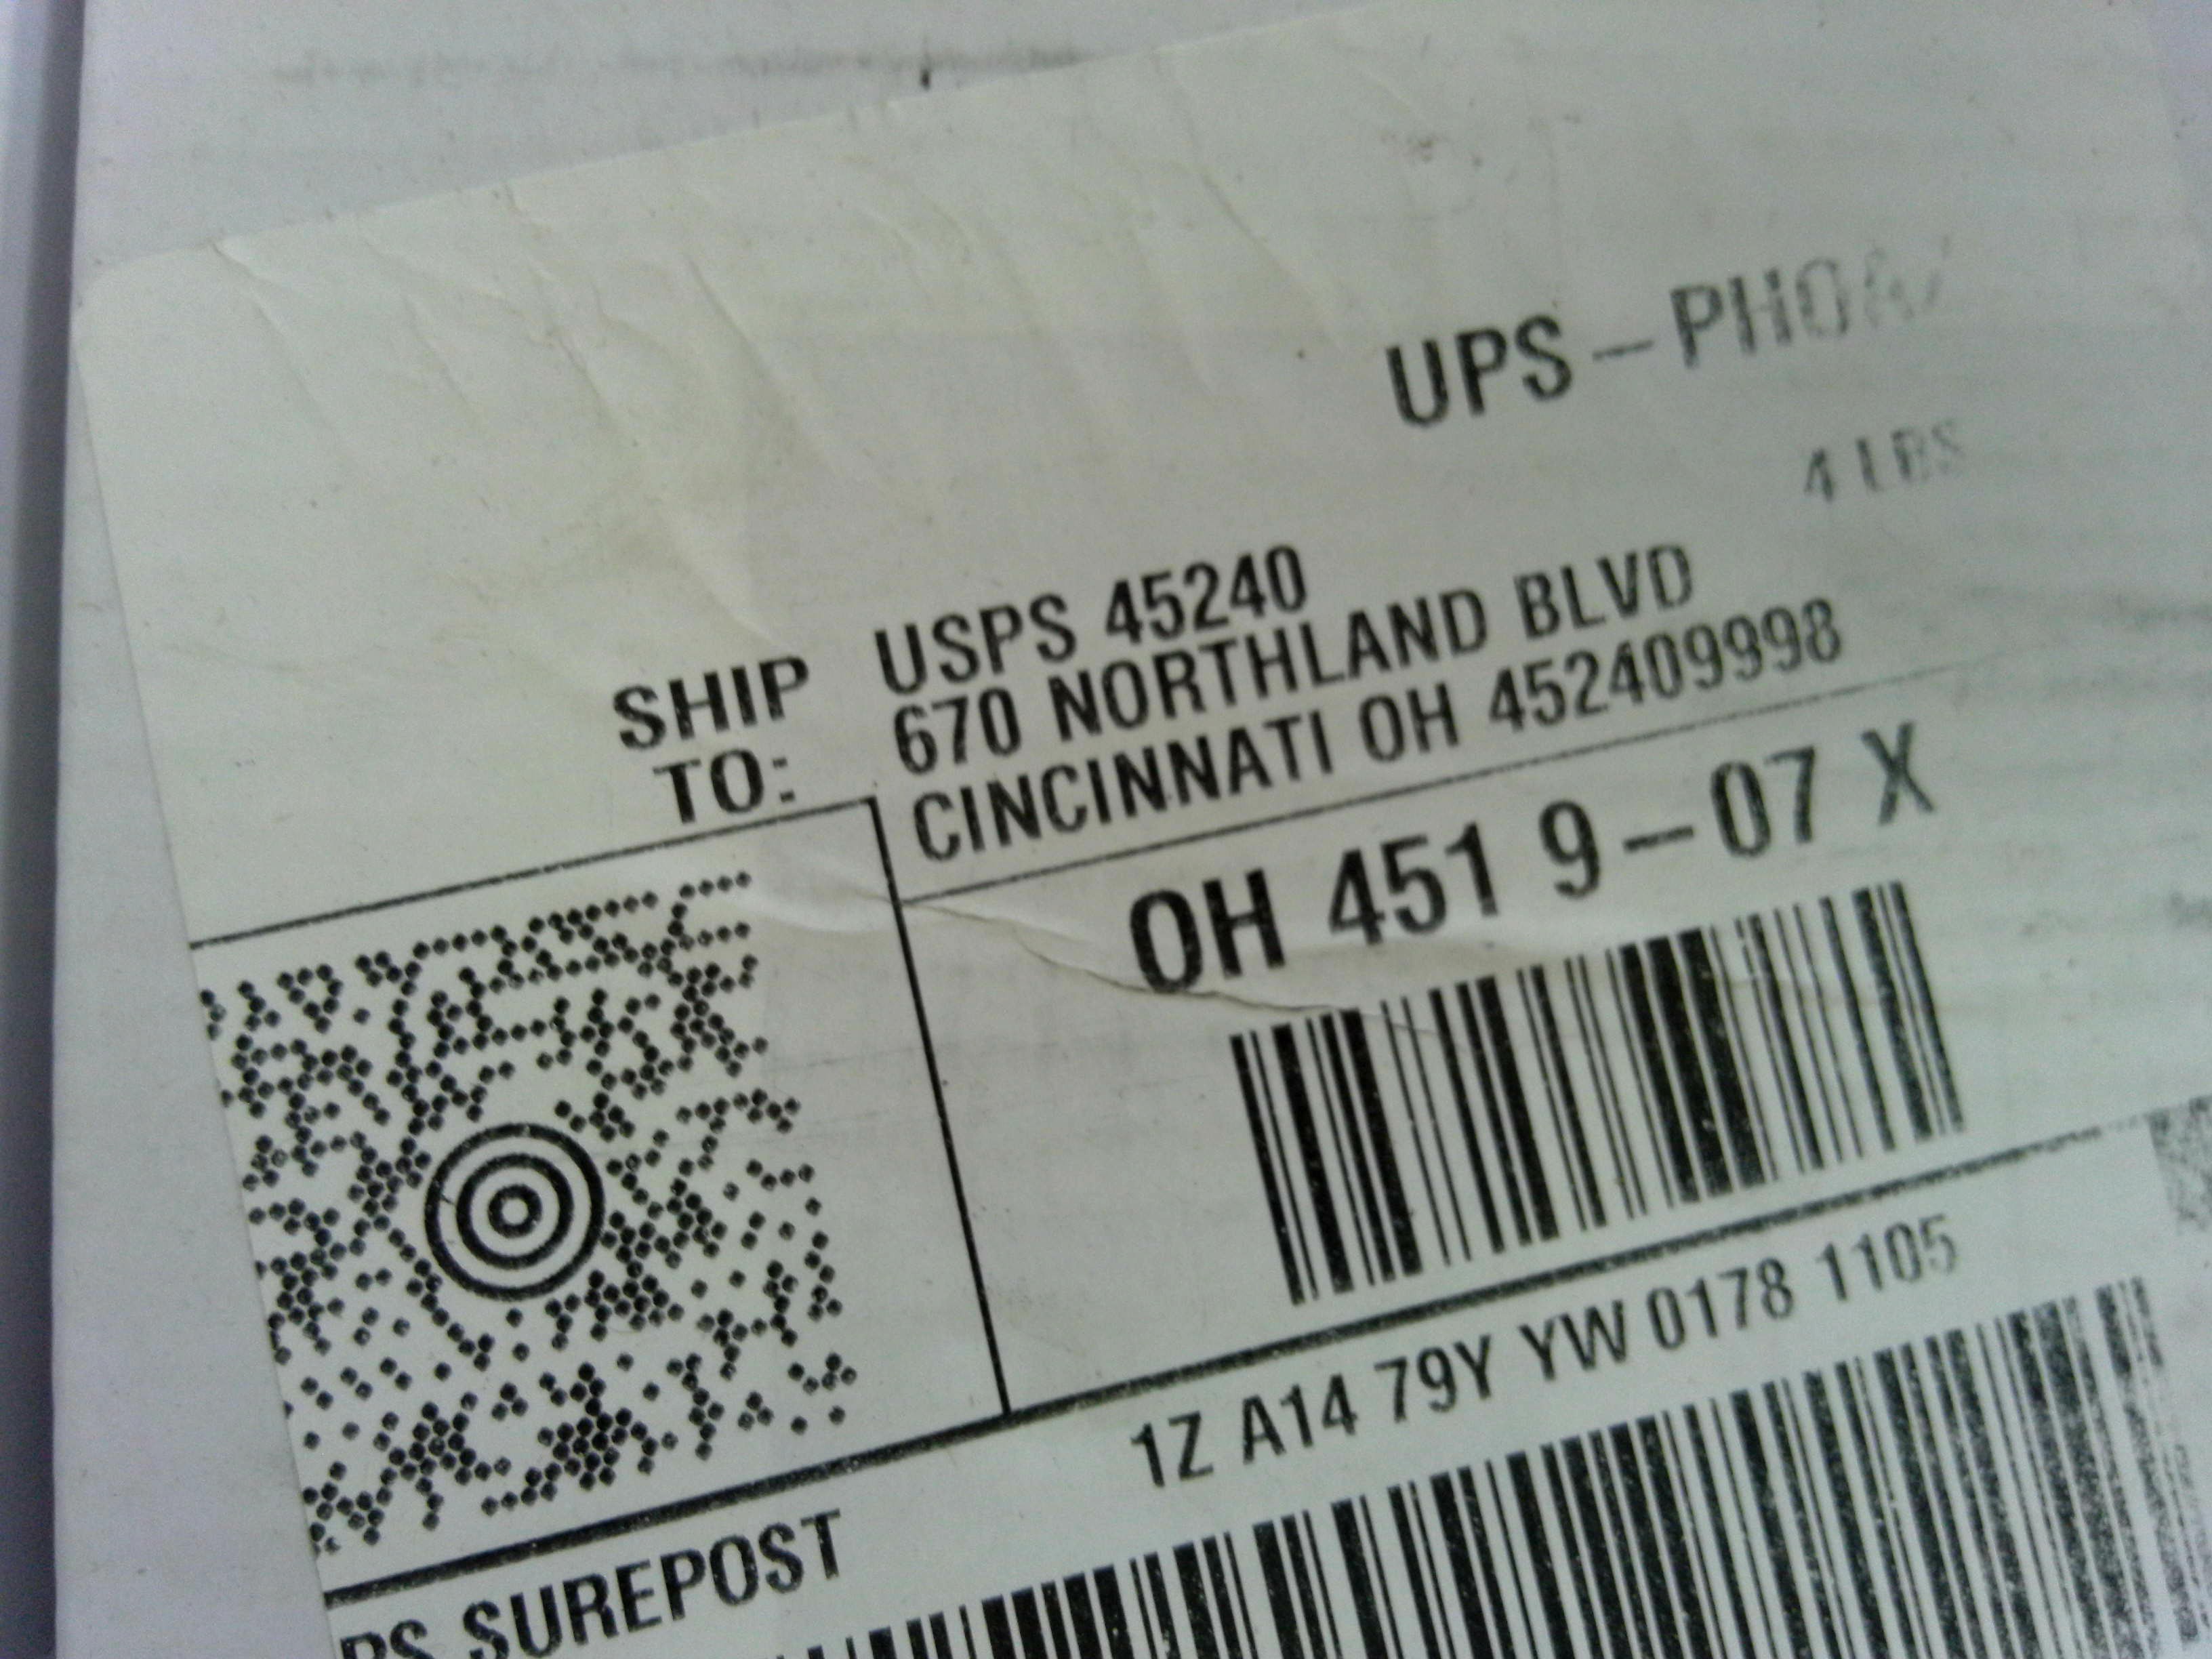 UPS-PHO
4 LBS
SHIP TO:
USPS 45240
670 NORTHLAND BLVD
CINCINNATI OH 452409998
OH 451 9-07 X
1Z A14 79Y YW 0178 1105
PS SUREPOST